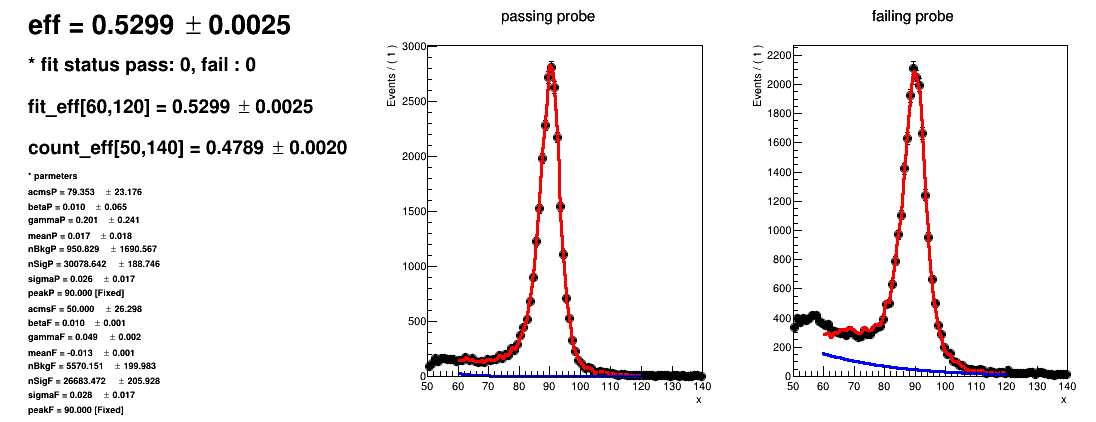 eff = 0.5299 ± 0.0025
* fit status pass: 0, fail : 0
fit_eff[60,120] = 0.5299 ± 0.0025
count_eff[50,140] = 0.4789 ± 0.0020
* parmeters
acmsP = 79.353 ± 23.176
betaP = 0.010 ± 0.065
gammaP = 0.201 ± 0.241
meanP = 0.017 ± 0.018
nBkgP = 950.829 ± 1690.567
nSigP = 30078.642 ± 188.746
sigmaP = 0.026 ± 0.017
peakP = 90.000 [Fixed]
acmsF = 50.000 ± 26.298
betaF = 0.010 ± 0.001
gammaF = 0.049 ± 0.002
meanF = -0.013 ± 0.001
nBkgF = 5570.151 ± 199.983
nSigF = 26683.472 ± 205.928
sigmaF = 0.028 ± 0.017
peakF = 90.000 [Fixed]
passing probe
Events / ( 1 )
3000
2500
2000
1500
1000
500
0
50 60 70 80 90 100 110 120 130 140
x
failing probe
Events / ( 1 )
2200
2000
1800
1600
1400
1200
1000
800
600
400
200
0
50 60 70 80 90 100 110 120 130 140
x